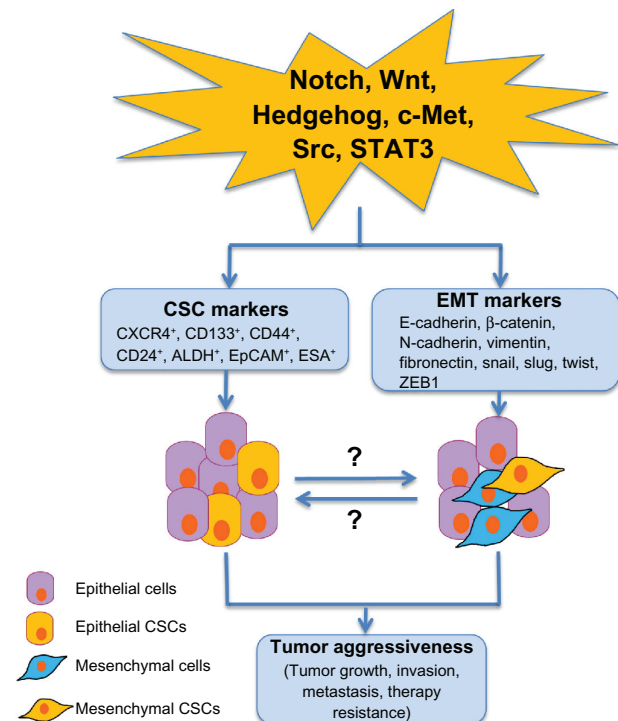 Notch, Wnt,
Hedgehog, c-Met,
Src, STAT3
CSC markers
CXCR4⁺, CD133⁺, CD44⁺,
CD24⁺, ALDH⁺, EpCAM⁺, ESA⁺
EMT markers
E-cadherin, β-catenin,
N-cadherin, vimentin,
fibronectin, snail, slug, twist,
ZEB1
?
?
Epithelial cells
Epithelial CSCs
Mesenchymal cells
Mesenchymal CSCs
Tumor aggressiveness
(Tumor growth, invasion,
metastasis, therapy
resistance)